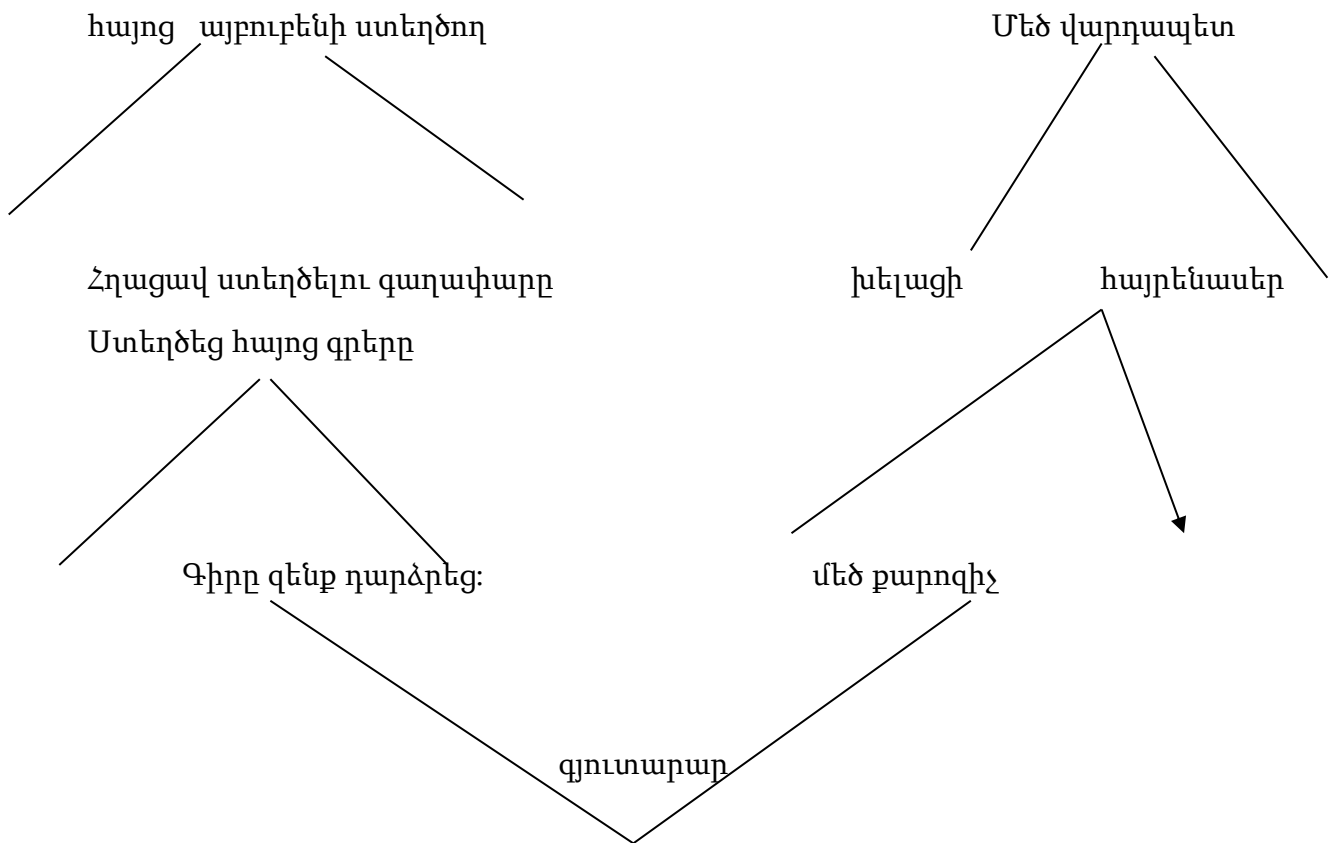 հայոց այբուբենի ստեղծող
Մեծ վարդապետ
Հղացավ ստեղծելու գաղափարը
խելացի
հայրենասեր
Ստեղծեց հայոց գրերը
Գիրը զենք դարձրեց:
մեծ քարոզիչ
գյուտարար